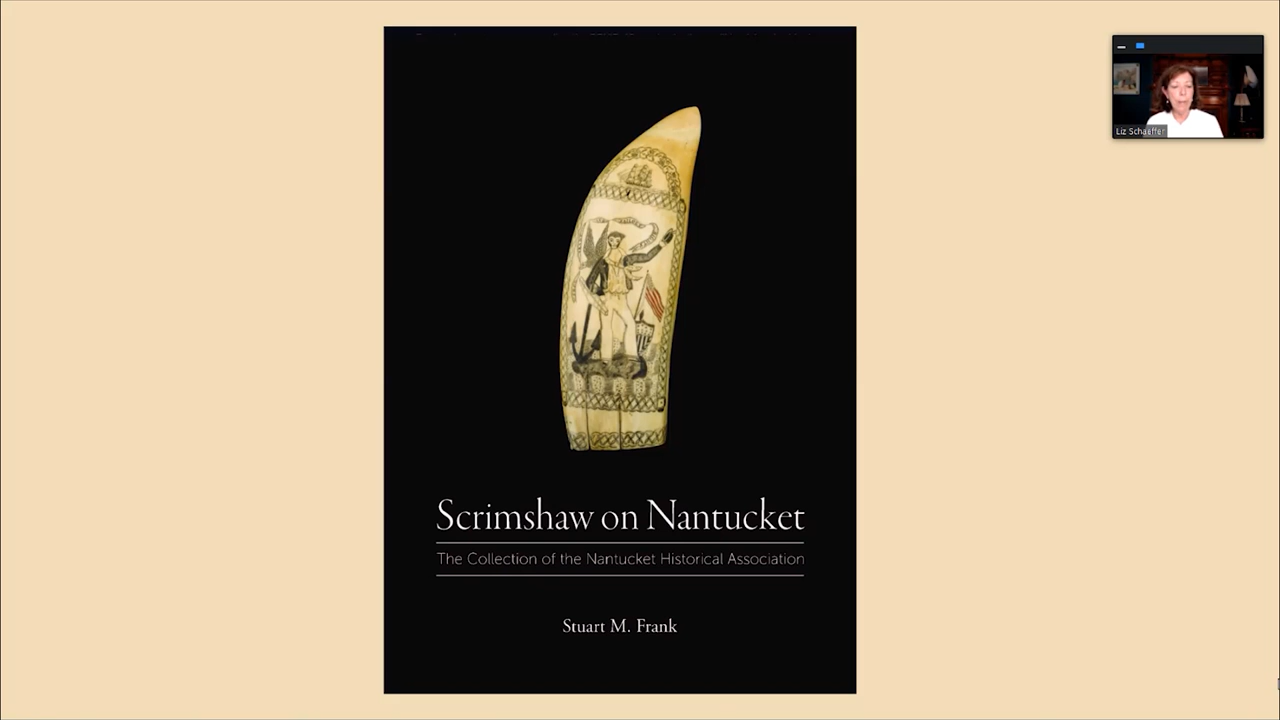 Scrimshaw on Nantucket
The Collection of the Nantucket Historical Association
Stuart M. Frank
Liz Schaeffer